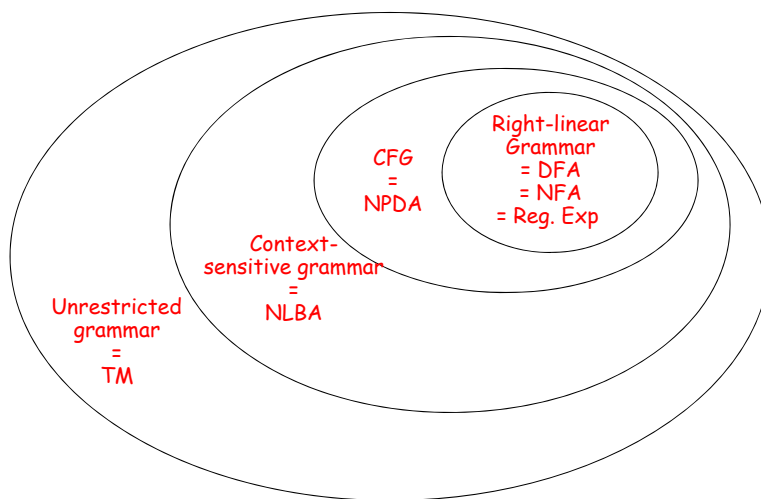 Right-linear
Grammar
= DFA
= NFA
= Reg. Exp
CFG
=
NPDA
Context-
sensitive grammar
=
NLBA
Unrestricted
grammar
=
TM